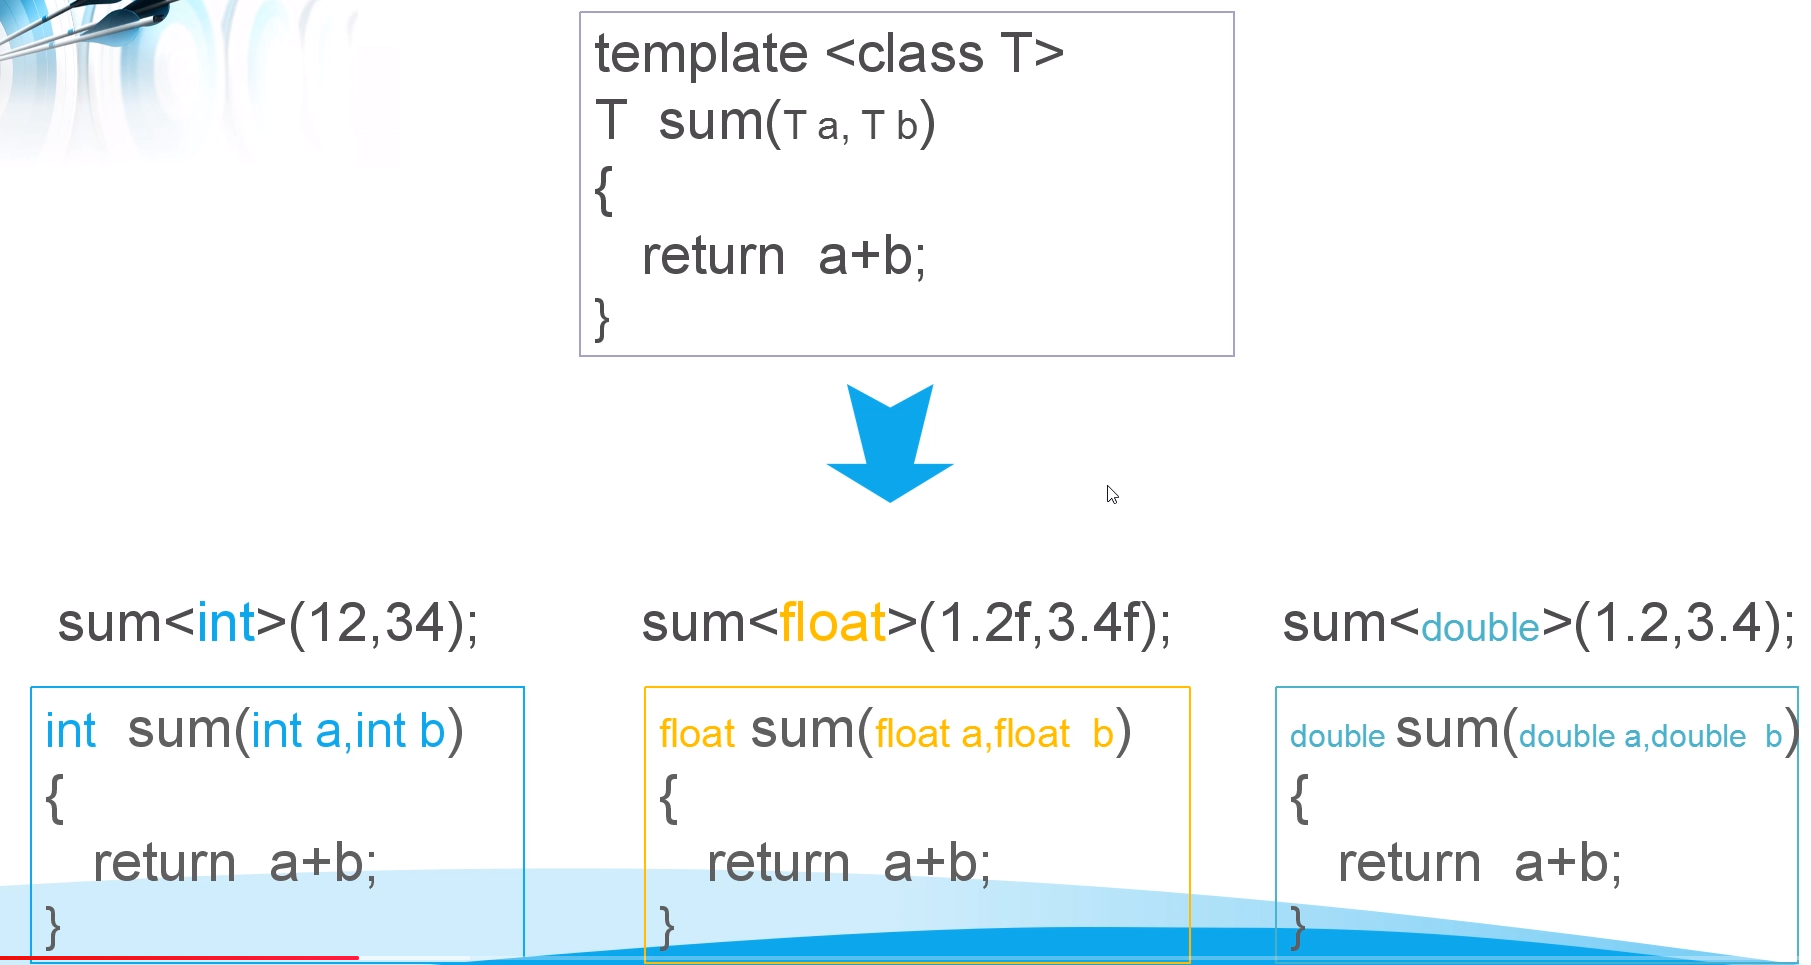 template <class T>
T sum(T a, T b)
{
return a+b;
}
sum<int>(12,34);
sum<float>(1.2f,3.4f);
sum<double>(1.2,3.4);
int sum(int a,int b)
{
return a+b;
}
float sum(float a,float b)
{
return a+b;
}
double sum(double a,double b)
{
return a+b;
}